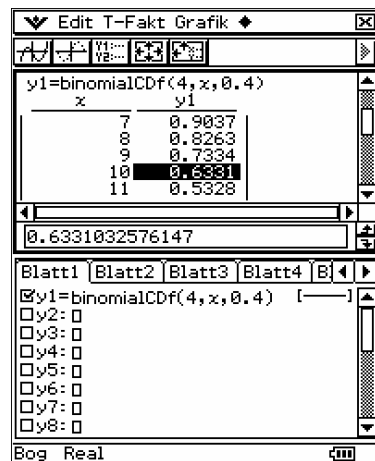 Edit T-Fakt Grafik
y1=binomialCDf(4,x,0.4)
x y1
7 0.9037
8 0.8263
9 0.7334
10 0.6331
11 0.5328
0.6331032576147
Blatt1 Blatt2 Blatt3 Blatt4 B
y1=binomialCDf(4,x,0.4)
y2:
y3:
y4:
y5:
y6:
y7:
y8:
Bog Real